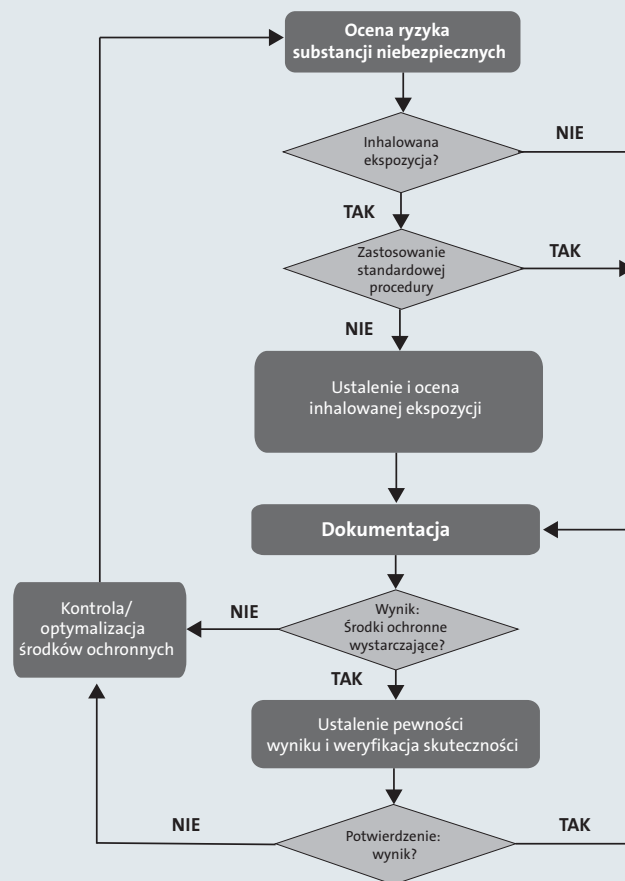 Ocena ryzyka
substancji niebezpiecznych
Inhalowana
ekspozycja?
NIE
TAK
Zastosowanie
standardowej
procedury
TAK
NIE
Ustalenie i ocena
inhalowanej ekspozycji
Dokumentacja
Kontrola/
optymalizacja
środków ochronnych
NIE
Wynik:
Środki ochronne
wystarczające?
TAK
Ustalenie pewności
wyniku i weryfikacja skuteczności
NIE
Potwierdzenie:
wynik?
TAK